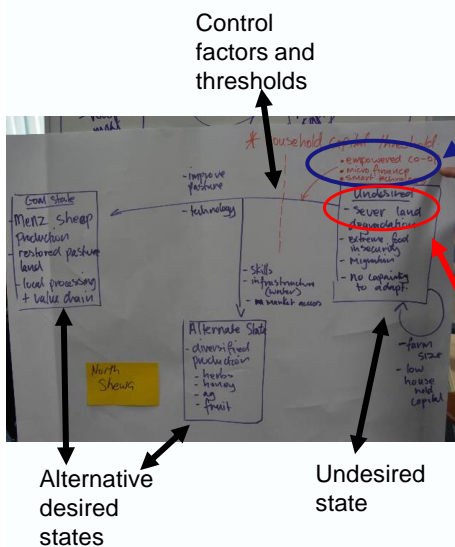 Control
factors and
thresholds
* Household capital threshold
• empowered co-o
• micro finance
• smart
Goal State
- Menz sheep
production
- restored pasture
land
- local processing
+ value chain
- improve
pasture
- technology
Undesired
- sever land
degradation
- extreme food
insecurity
- Migration
- No capacity
to adapt
- skills
- infrastructure
(water)
- market access
Alternate State
- diversified
production
- herbs
- honey
- ag
- fruit
North
Shewa
- farm
size
- low
house
hold
capital
Alternative
desired
states
Undesired
state